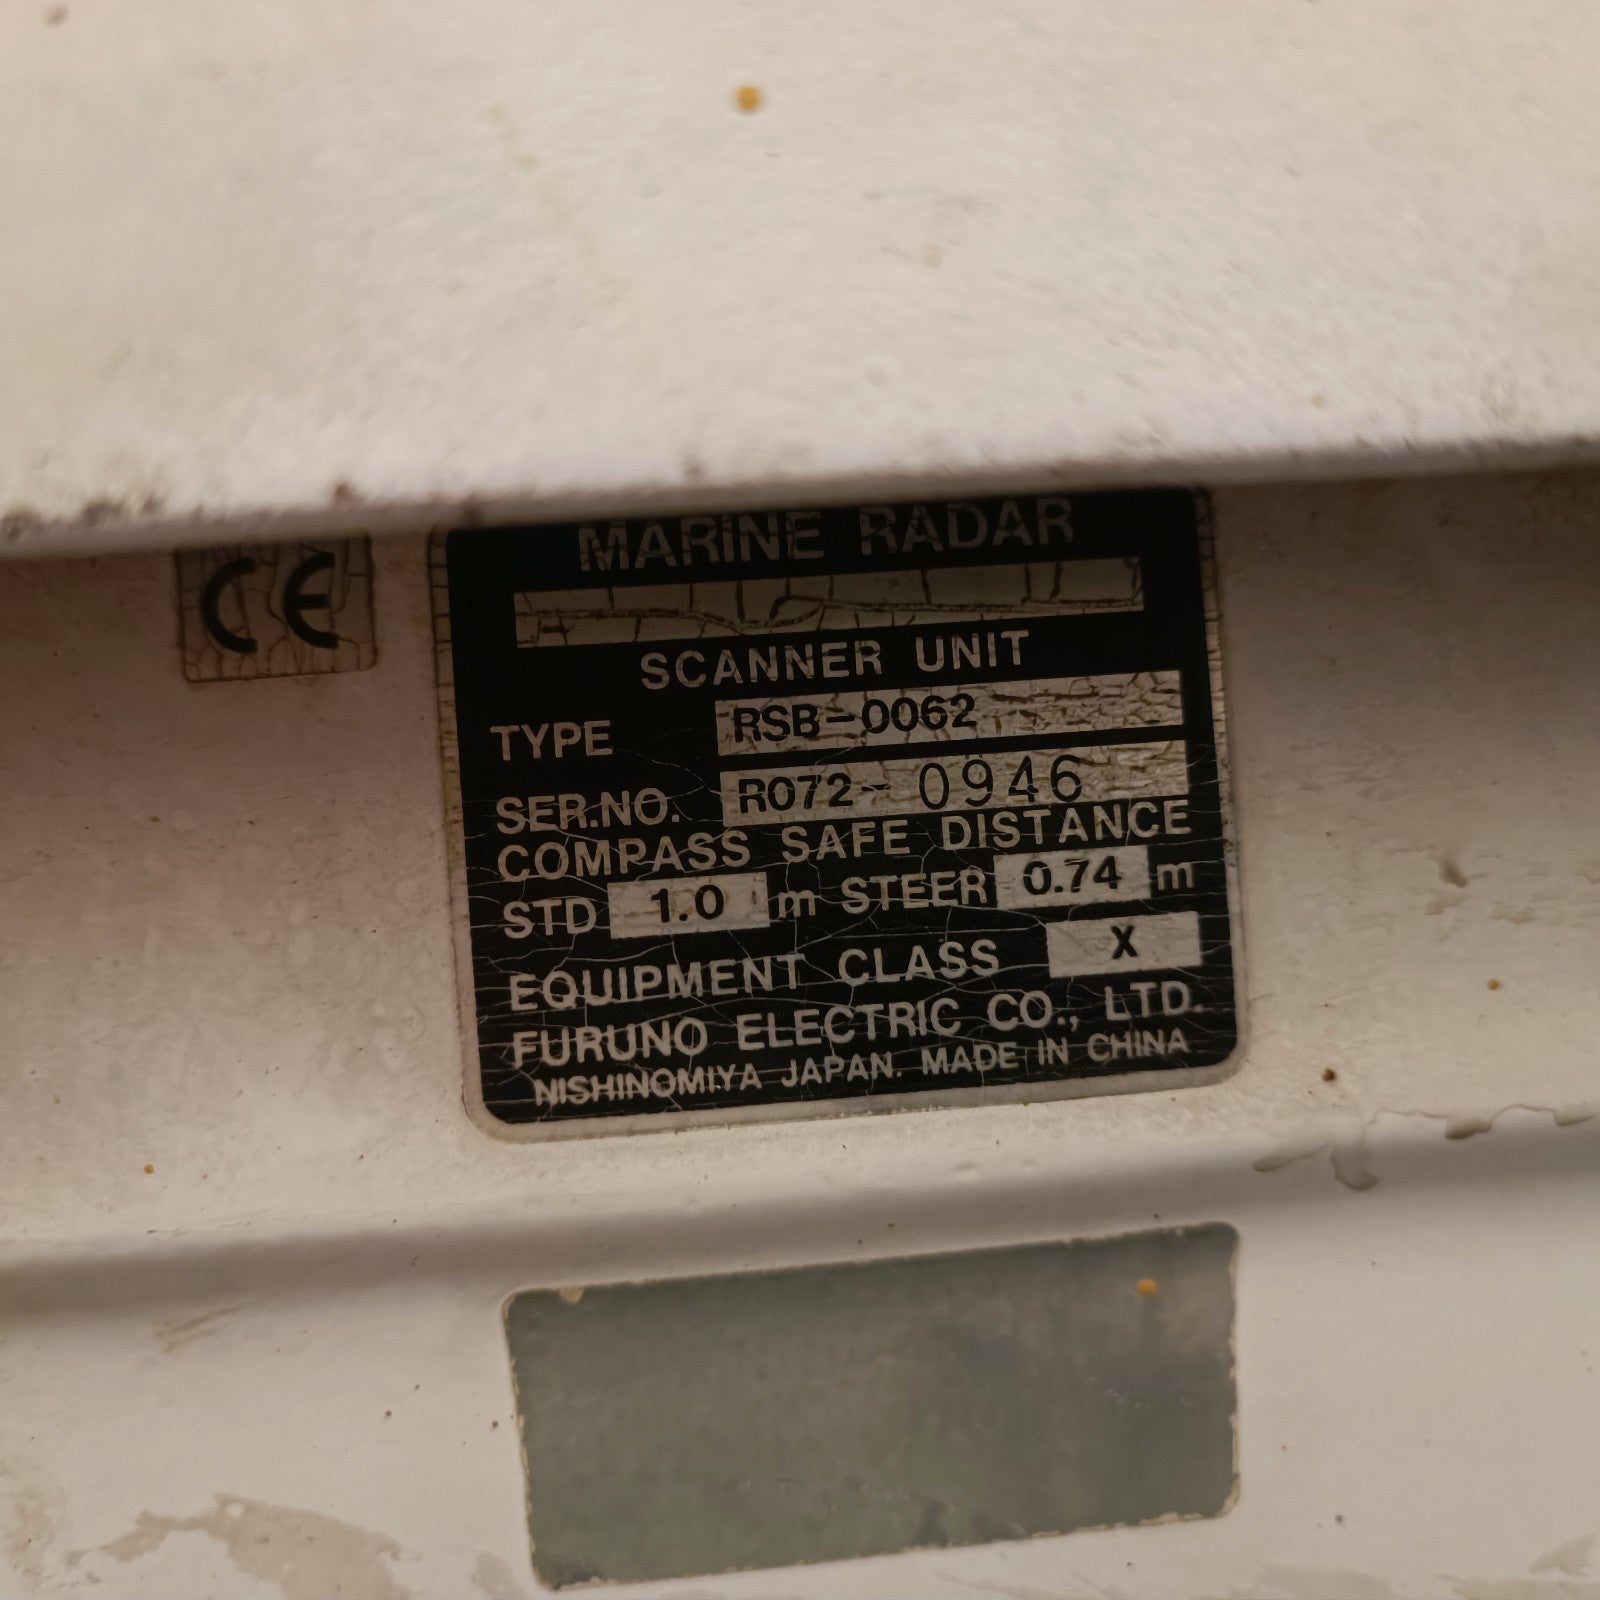 MARINE RADAR
CE
SCANNER UNIT
TYPE RSB-0062
SER.NO. R072-0946
COMPASS SAFE DISTANCE
STD 1.0 m STEER 0.74 m
EQUIPMENT CLASS X
FURUNO ELECTRIC CO., LTD.
NISHINOMIYA JAPAN. MADE IN CHINA